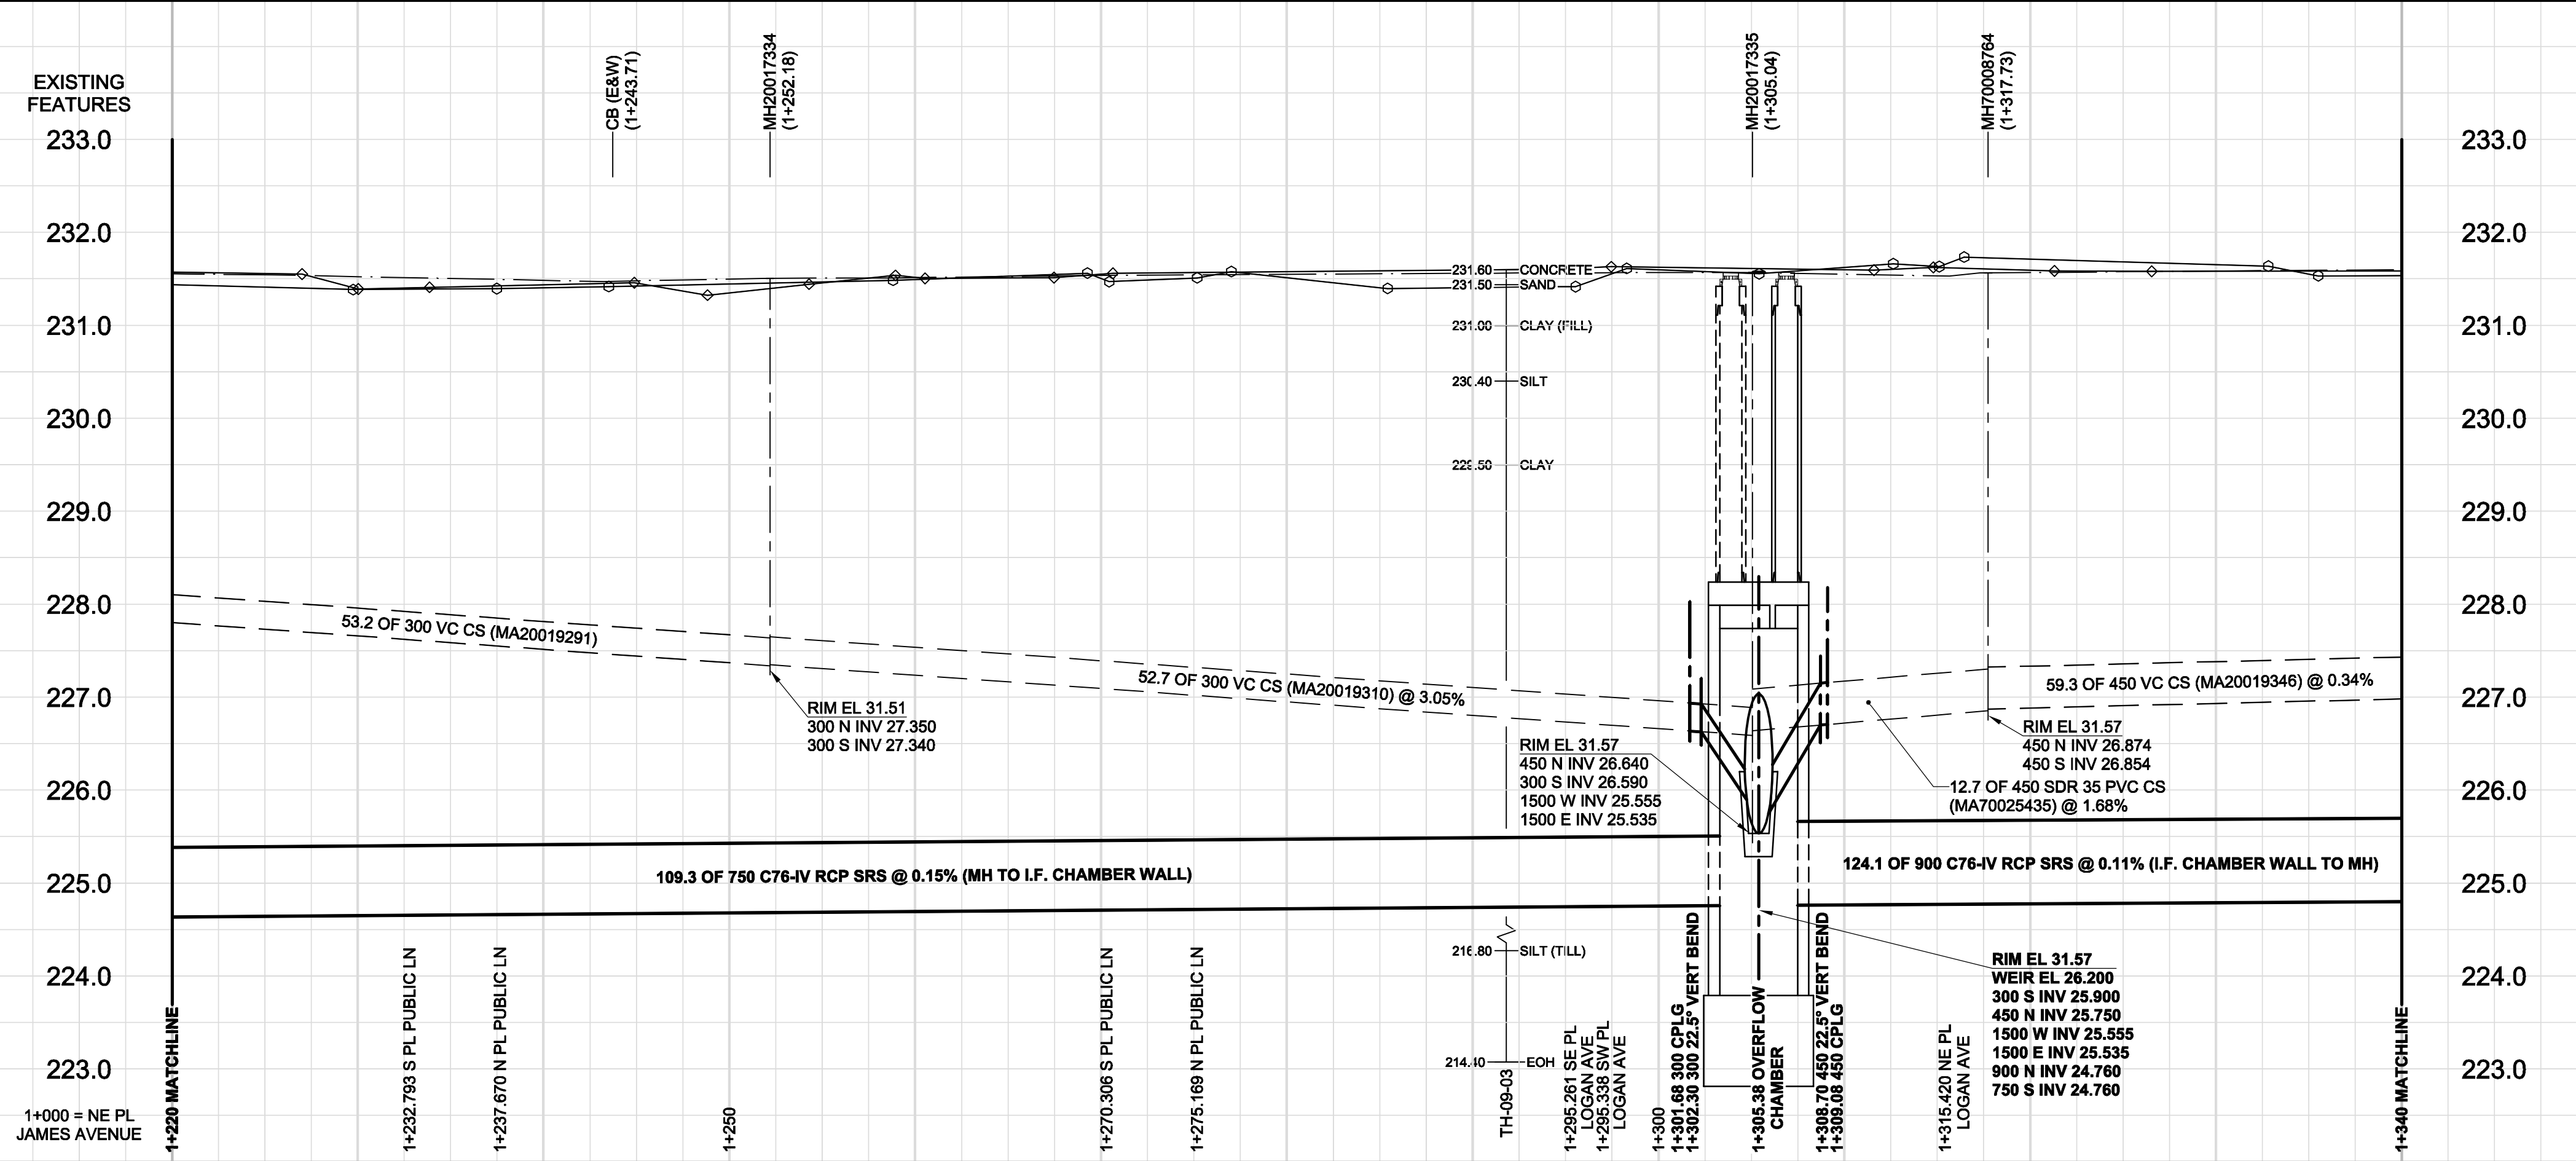 EXISTING
FEATURES
CB (E&W)
(1+243.71)
MH20017334
(1+252.18)
MH20017335
(1+305.04)
MH70008764
(1+317.73)
233.0
232.0
231.0
230.0
229.0
228.0
227.0
226.0
225.0
224.0
223.0
233.0
232.0
231.0
230.0
229.0
228.0
227.0
226.0
225.0
224.0
223.0
231.60 CONCRETE
231.50 SAND
231.00 CLAY (FILL)
230.40 SILT
229.50 CLAY
216.80 SILT (TILL)
214.40 EOH
TH-09-03
53.2 OF 300 VC CS (MA20019291)
52.7 OF 300 VC CS (MA20019310) @ 3.05%
59.3 OF 450 VC CS (MA20019346) @ 0.34%
RIM EL 31.51
300 N INV 27.350
300 S INV 27.340
RIM EL 31.57
450 N INV 26.640
300 S INV 26.590
1500 W INV 25.555
1500 E INV 25.535
RIM EL 31.57
450 N INV 26.874
450 S INV 26.854
12.7 OF 450 SDR 35 PVC CS
(MA70025435) @ 1.68%
109.3 OF 750 C76-IV RCP SRS @ 0.15% (MH TO I.F. CHAMBER WALL)
124.1 OF 900 C76-IV RCP SRS @ 0.11% (I.F. CHAMBER WALL TO MH)
RIM EL 31.57
WEIR EL 26.200
300 S INV 25.900
450 N INV 25.750
1500 W INV 25.555
1500 E INV 25.535
900 N INV 24.760
750 S INV 24.760
1+000 = NE PL
JAMES AVENUE
1+220 MATCHLINE
1+232.793 S PL PUBLIC LN
1+237.670 N PL PUBLIC LN
1+250
1+270.306 S PL PUBLIC LN
1+275.169 N PL PUBLIC LN
1+295.261 SE PL
LOGAN AVE
1+295.338 SW PL
LOGAN AVE
1+300
1+301.68 300 CPLG
1+302.30 300 22.5° VERT BEND
1+305.38 OVERFLOW
CHAMBER
1+308.70 450 22.5° VERT BEND
1+309.08 450 CPLG
1+315.420 NE PL
LOGAN AVE
1+340 MATCHLINE